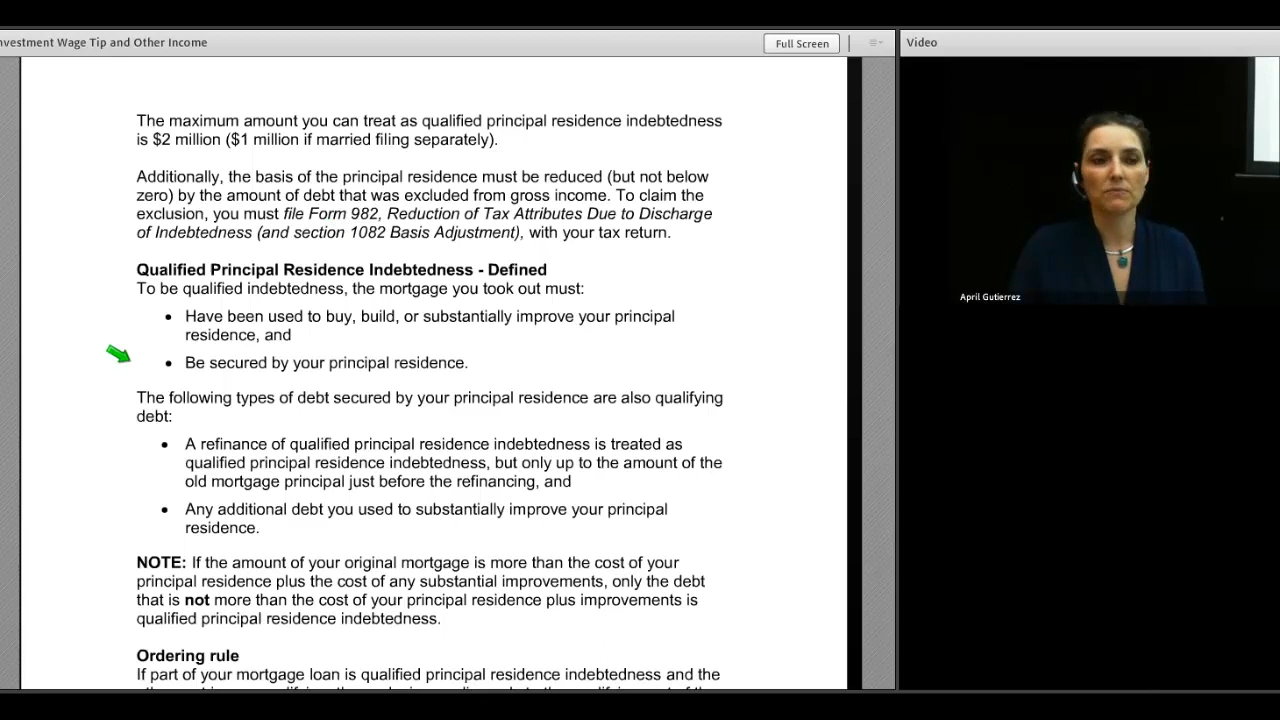 nvestment Wage Tip and Other Income
Full Screen
Video
The maximum amount you can treat as qualified principal residence indebtedness
is $2 million ($1 million if married filing separately).
Additionally, the basis of the principal residence must be reduced (but not below
zero) by the amount of debt that was excluded from gross income. To claim the
exclusion, you must file Form 982, Reduction of Tax Attributes Due to Discharge
of Indebtedness (and section 1082 Basis Adjustment), with your tax return.
Qualified Principal Residence Indebtedness - Defined
To be qualified indebtedness, the mortgage you took out must:
• Have been used to buy, build, or substantially improve your principal
residence, and
• Be secured by your principal residence.
The following types of debt secured by your principal residence are also qualifying
debt:
• A refinance of qualified principal residence indebtedness is treated as
qualified principal residence indebtedness, but only up to the amount of the
old mortgage principal just before the refinancing, and
• Any additional debt you used to substantially improve your principal
residence.
NOTE: If the amount of your original mortgage is more than the cost of your
principal residence plus the cost of any substantial improvements, only the debt
that is not more than the cost of your principal residence plus improvements is
qualified principal residence indebtedness.
Ordering rule
If part of your mortgage loan is qualified principal residence indebtedness and the
April Gutierrez